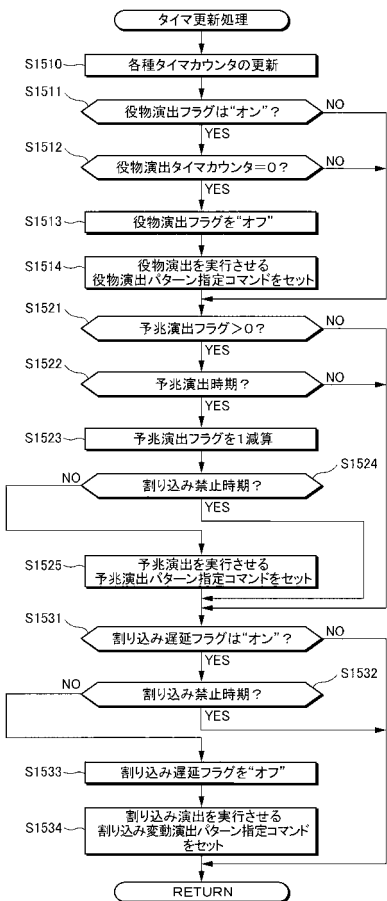 タイマ更新処理
S1510
各種タイマカウンタの更新
S1511
役物演出フラグは“オン”?
NO
YES
S1512
役物演出タイマカウンタ=0?
NO
YES
S1513
役物演出フラグを“オフ”
S1514
役物演出を実行させる
役物演出パターン指定コマンドをセット
S1521
予兆演出フラグ>0?
NO
YES
S1522
予兆演出時期?
NO
YES
S1523
予兆演出フラグを1減算
S1524
割り込み禁止時期?
NO
YES
S1525
予兆演出を実行させる
予兆演出パターン指定コマンドをセット
S1531
割り込み遅延フラグは“オン”?
NO
YES
S1532
割り込み禁止時期?
NO
YES
S1533
割り込み遅延フラグを“オフ”
S1534
割り込み演出を実行させる
割り込み変動演出パターン指定コマンド
をセット
RETURN